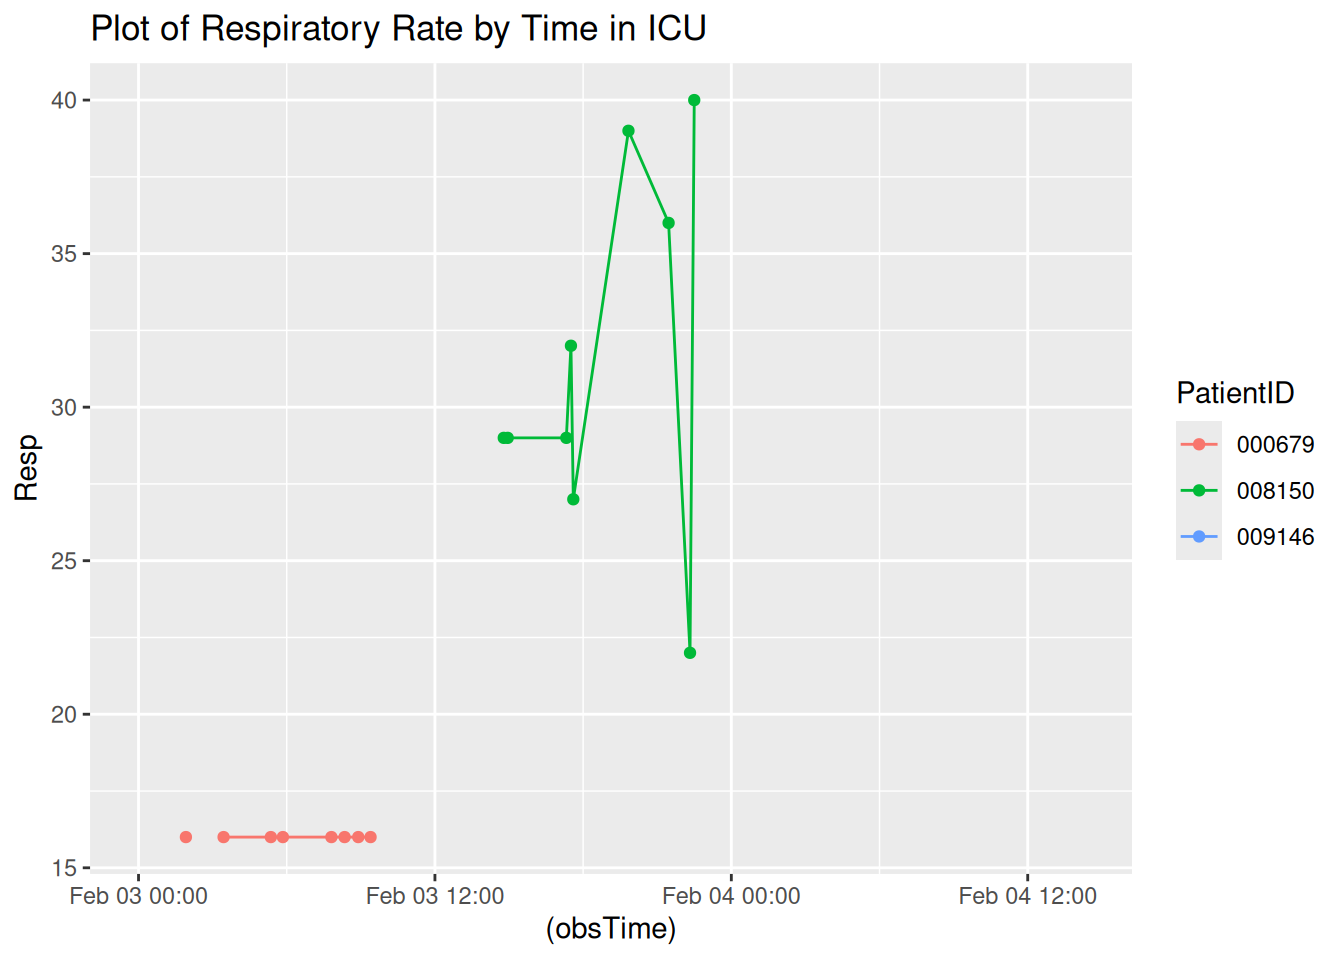 Plot of Respiratory Rate by Time in ICU
40
35
30
25
20
15
Resp
Feb 03 00:00
Feb 03 12:00
Feb 04 00:00
Feb 04 12:00
(obsTime)
PatientID
000679
008150
009146